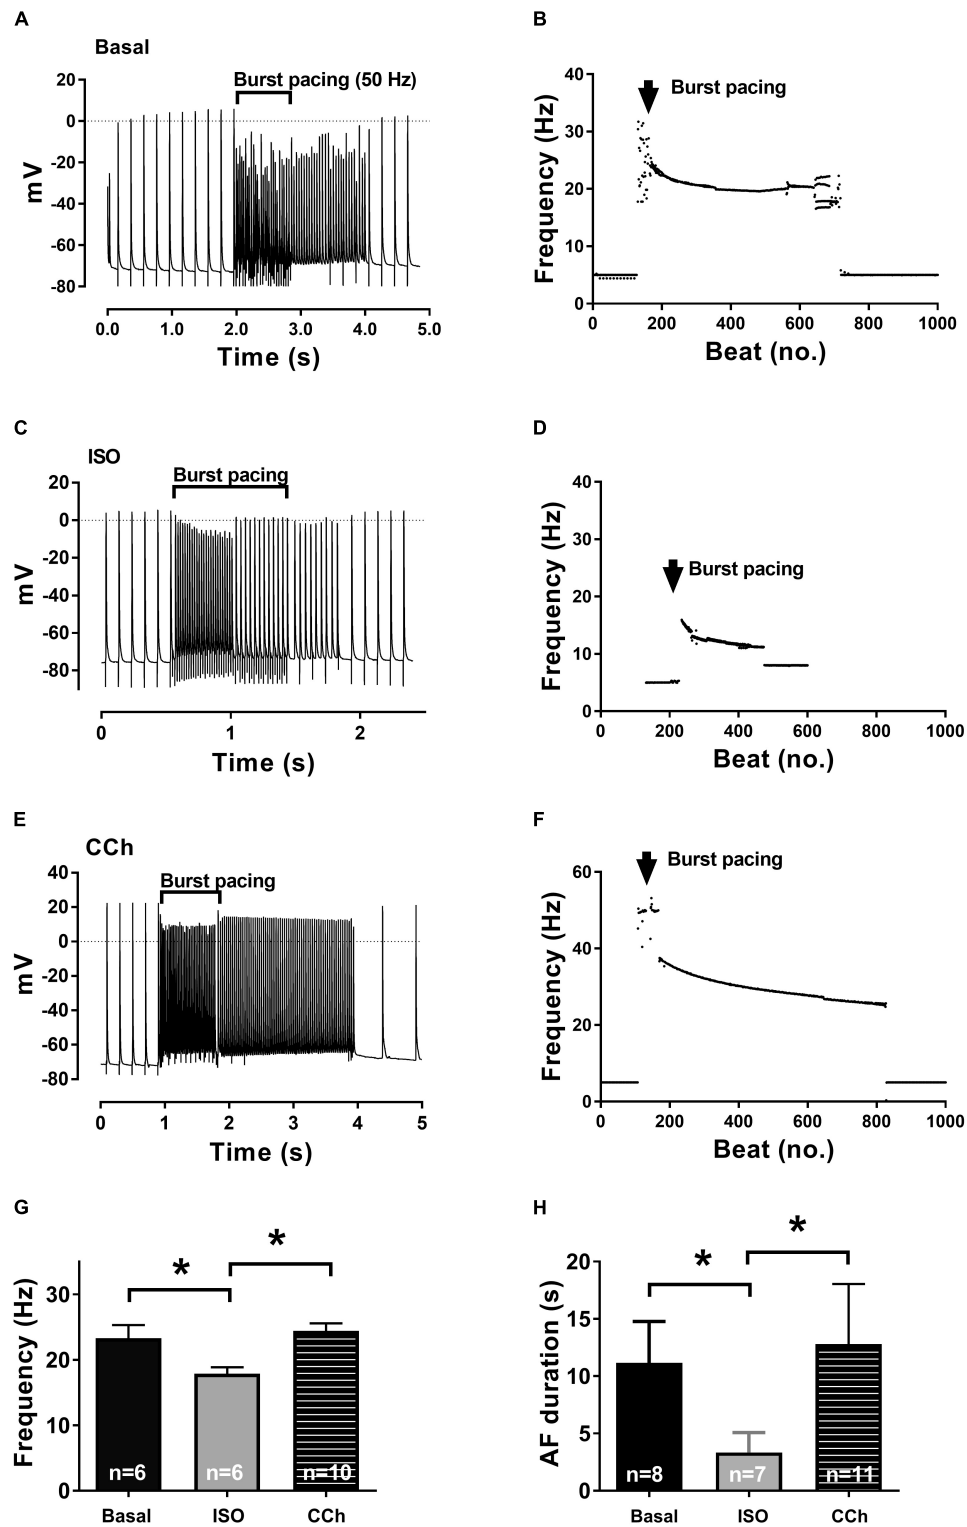 A
Basal
Burst pacing (50 Hz)
20
0
-20
-40
-60
-80
mV
0.0 1.0 2.0 3.0 4.0 5.0
Time (s)
B
Burst pacing
40
30
20
10
0
Frequency (Hz)
0 200 400 600 800 1000
Beat (no.)
C
ISO
Burst pacing
20
0
-20
-40
-60
-80
mV
0 1 2
Time (s)
D
Burst pacing
40
30
20
10
0
Frequency (Hz)
0 200 400 600 800 1000
Beat (no.)
E
CCh
Burst pacing
40
20
0
-20
-40
-60
-80
mV
0 1 2 3 4 5
Time (s)
F
Burst pacing
60
40
20
0
Frequency (Hz)
0 200 400 600 800 1000
Beat (no.)
G
* *
30
20
10
0
Frequency (Hz)
n=6 n=6 n=10
Basal ISO CCh
H
* *
20
15
10
5
0
AF duration (s)
n=8 n=7 n=11
Basal ISO CCh